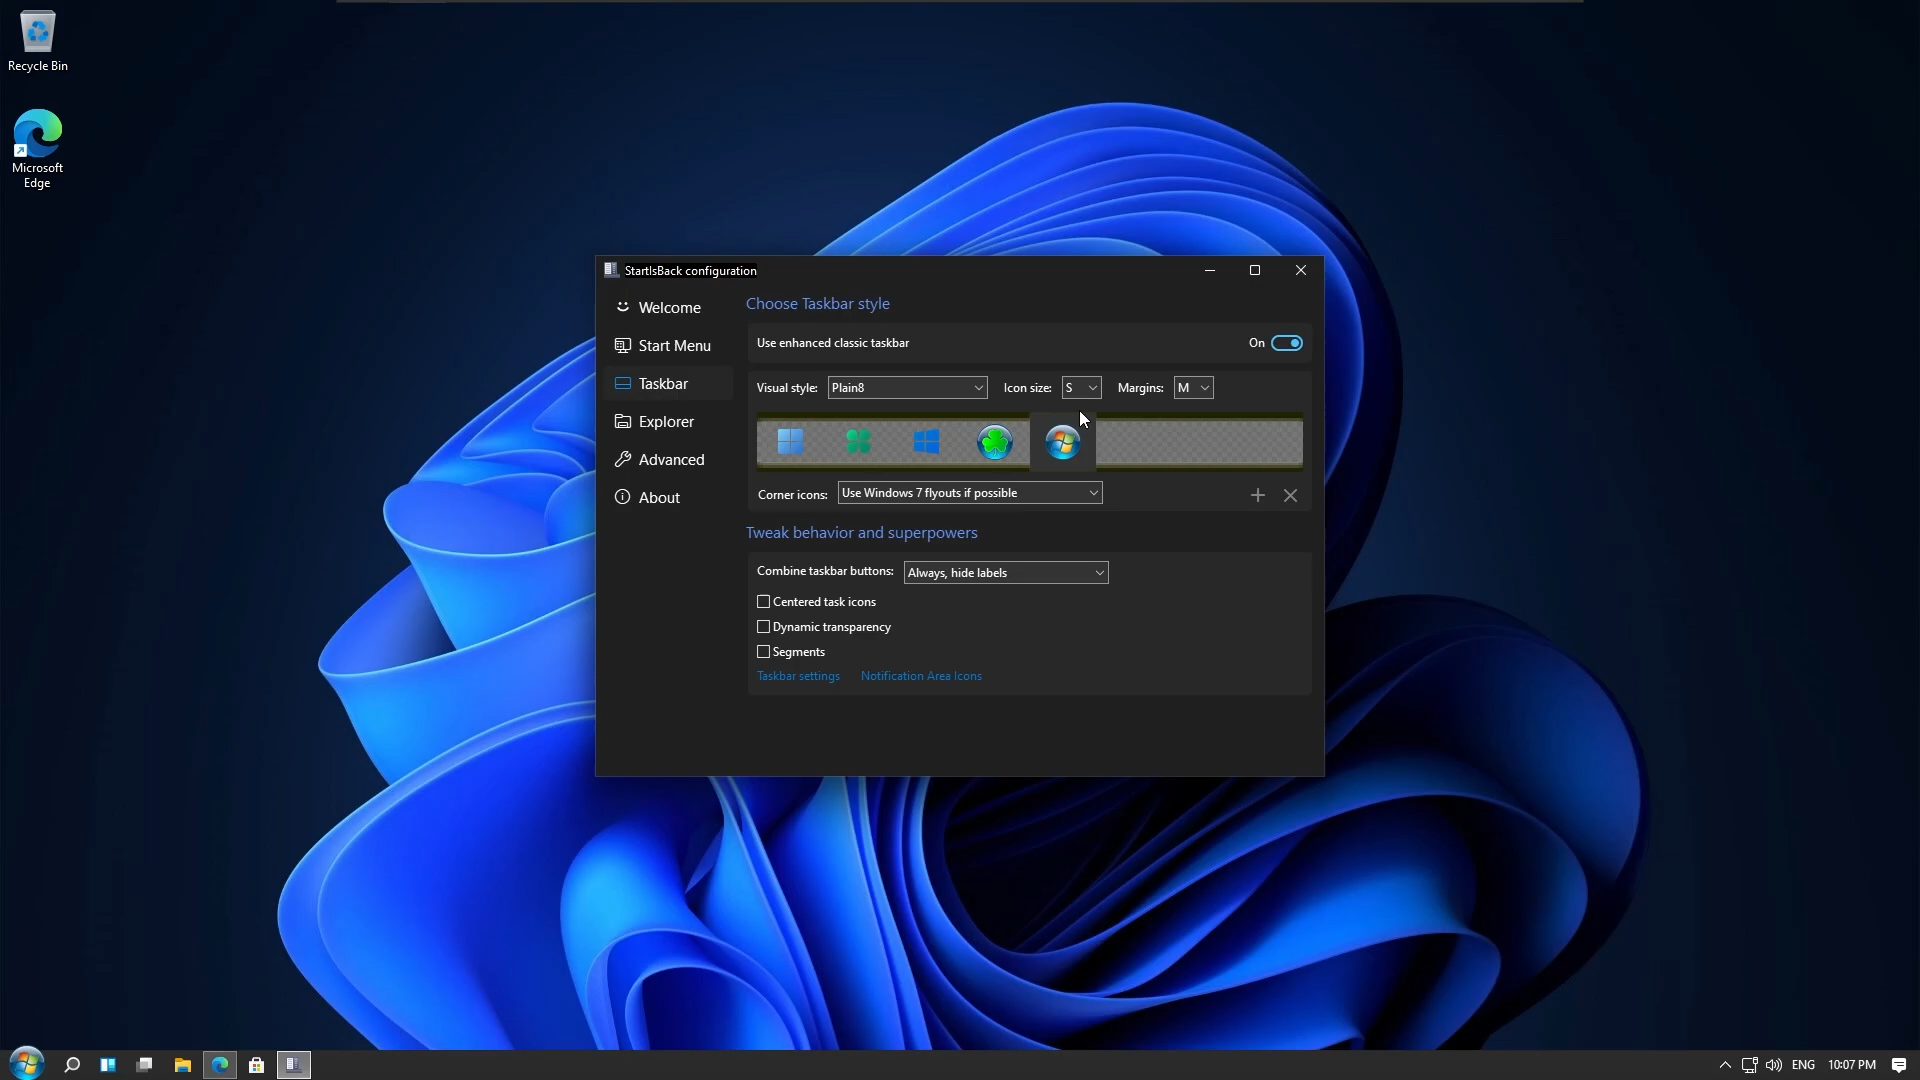 Recycle Bin
Microsoft
Edge
StartIsBack configuration
Welcome
Start Menu
Taskbar
Explorer
Advanced
About
Choose Taskbar style
Use enhanced classic taskbar
On
Visual style:
Plain8
Icon size:
S
Margins:
M
Corner icons:
Use Windows 7 flyouts if possible
Tweak behavior and superpowers
Combine taskbar buttons:
Always, hide labels
Centered task icons
Dynamic transparency
Segments
Taskbar settings
Notification Area Icons
ENG
10:07 PM